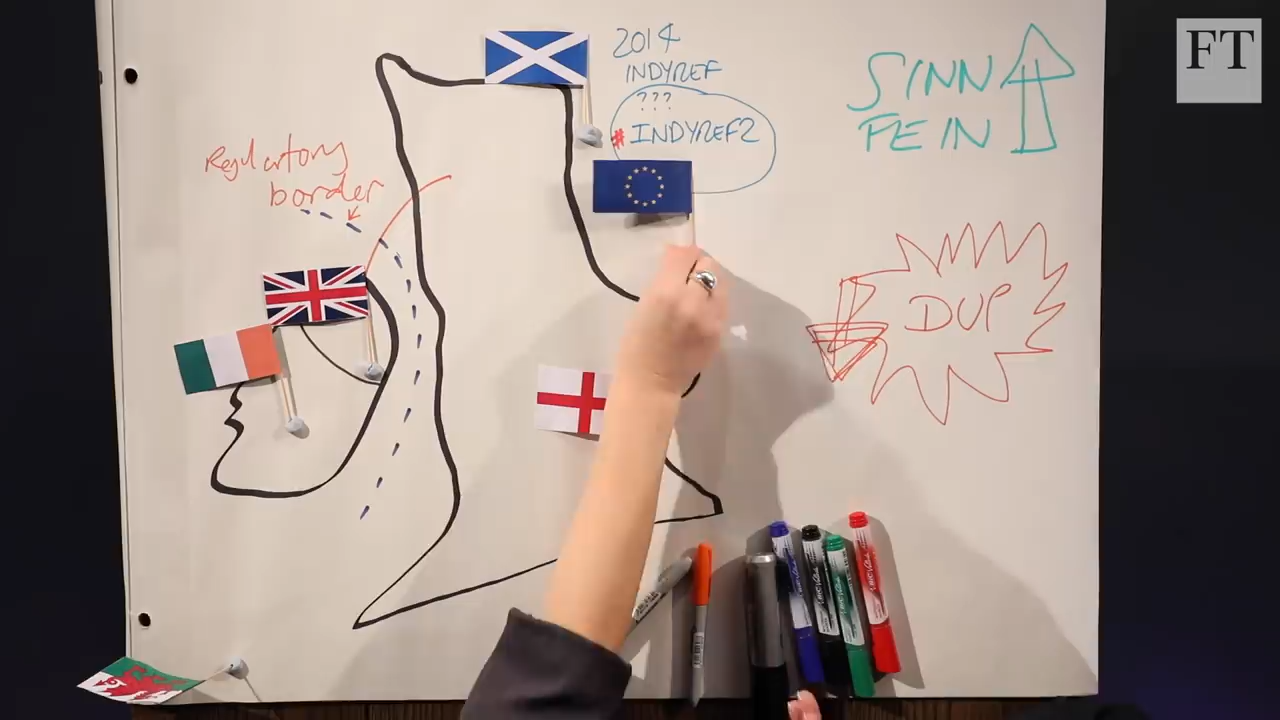 FT
2014
INDYREF
???
#INDYREF2
SINN
FEIN
Regulatory
border
DUP